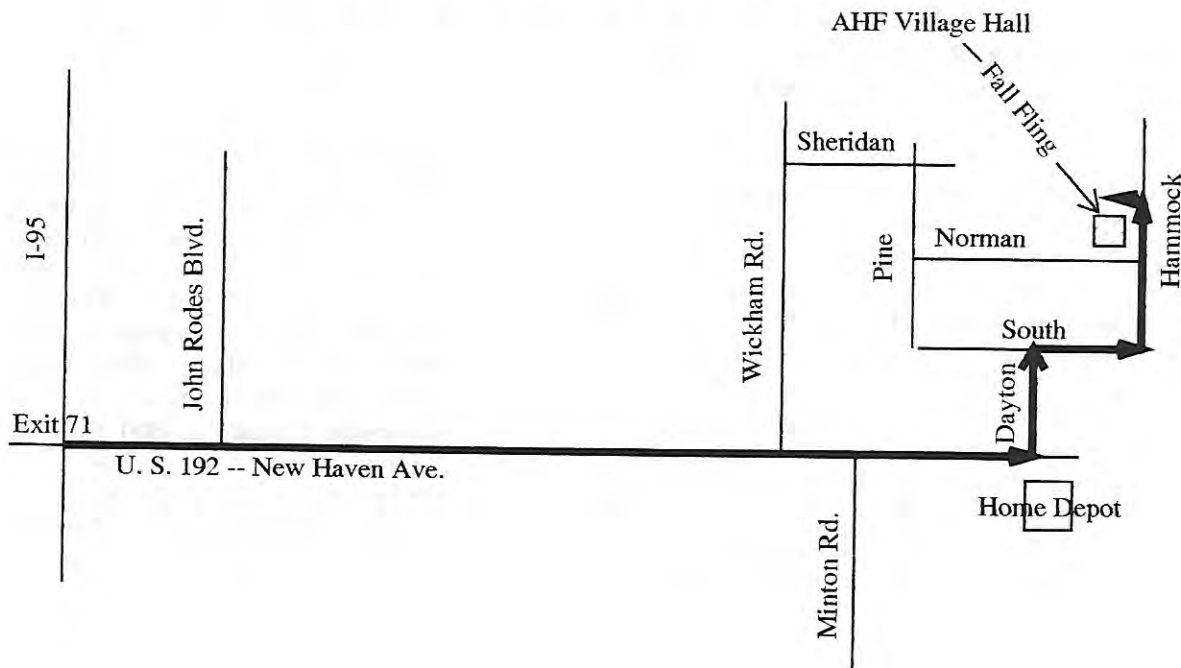 AHF Village Hall
Fall Fling
Sheridan
I-95
John Rodes Blvd.
Wickham Rd.
Pine
Norman
Hammock
South
Dayton
Exit 71
U. S. 192 -- New Haven Ave.
Home Depot
Minton Rd.